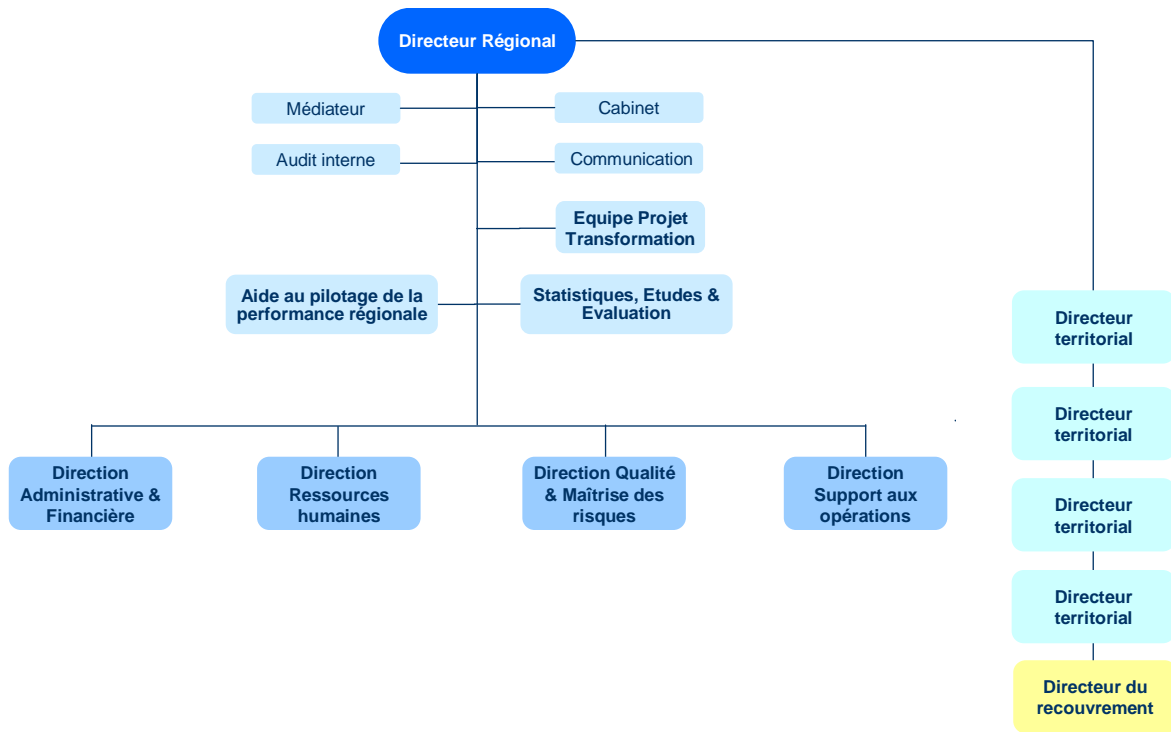 Directeur Régional
Médiateur
Cabinet
Audit interne
Communication
Equipe Projet
Transformation
Aide au pilotage de la
performance régionale
Statistiques, Etudes &
Evaluation
Direction
Administrative &
Financière
Direction
Ressources
humaines
Direction Qualité
& Maîtrise des
risques
Direction
Support aux
opérations
Directeur
territorial
Directeur
territorial
Directeur
territorial
Directeur
territorial
Directeur du
recouvrement